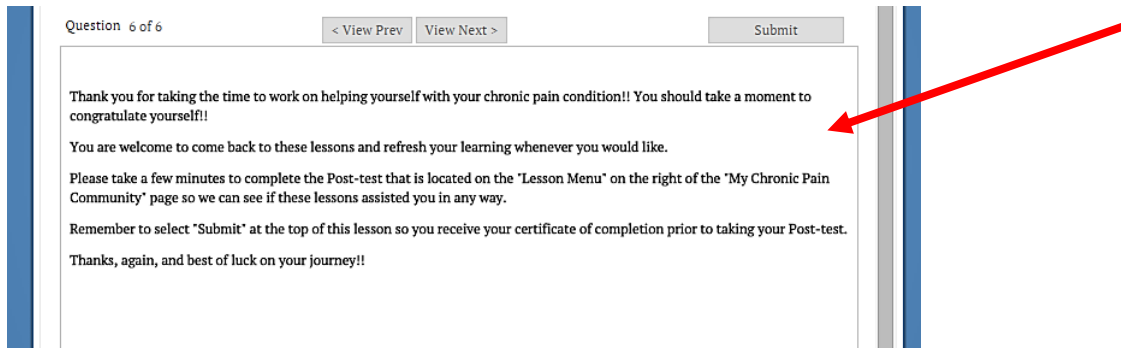 Question 6 of 6
< View Prev
View Next >
Submit
Thank you for taking the time to work on helping yourself with your chronic pain condition!! You should take a moment to
congratulate yourself!!
You are welcome to come back to these lessons and refresh your learning whenever you would like.
Please take a few minutes to complete the Post-test that is located on the "Lesson Menu" on the right of the "My Chronic Pain
Community" page so we can see if these lessons assisted you in any way.
Remember to select "Submit" at the top of this lesson so you receive your certificate of completion prior to taking your Post-test.
Thanks, again, and best of luck on your journey!!